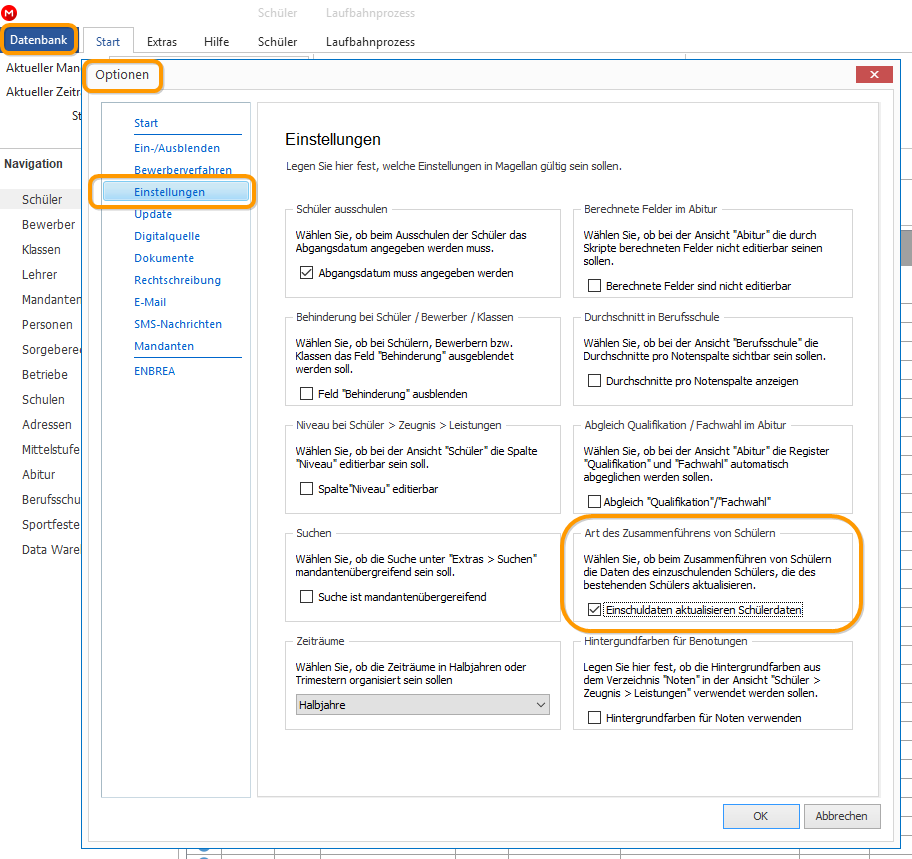 M
Schüler Laufbahnprozess
Datenbank Start Extras Hilfe Schüler Laufbahnprozess
Aktueller Man
Aktueller Zeitr
St
Navigation
Schüler
Bewerber
Klassen
Lehrer
Mandanten
Personen
Sorgebere
Betriebe
Schulen
Adressen
Mittelstufe
Abitur
Berufsschu
Sportfeste
Data Ware
Optionen
Start
Ein-/Ausblenden
Bewerberverfahren
Einstellungen
Update
Digitalquelle
Dokumente
Rechtschreibung
E-Mail
SMS-Nachrichten
Mandanten
ENBREA
Einstellungen
Legen Sie hier fest, welche Einstellungen in Magellan gültig sein sollen.
Schüler ausschulen
Wählen Sie, ob beim Ausschulen der Schüler das
Abgangsdatum angegeben werden muss.
Abgangsdatum muss angegeben werden
Berechnete Felder im Abitur
Wählen Sie, ob bei der Ansicht "Abitur" die durch
Skripte berechneten Felder nicht editierbar seinen
sollen.
Berechnete Felder sind nicht editierbar
Behinderung bei Schüler / Bewerber / Klassen
Wählen Sie, ob bei Schülern, Bewerbern bzw.
Klassen das Feld "Behinderung" ausgeblendet
werden soll.
Feld "Behinderung" ausblenden
Durchschnitt in Berufsschule
Wählen Sie, ob bei der Ansicht "Berufsschule" die
Durchschnitte pro Notenspalte sichtbar sein sollen.
Durchschnitte pro Notenspalte anzeigen
Niveau bei Schüler > Zeugnis > Leistungen
Wählen Sie, ob bei der Ansicht "Schüler" die Spalte
"Niveau" editierbar sein soll.
Spalte"Niveau" editierbar
Abgleich Qualifikation / Fachwahl im Abitur
Wählen Sie, ob bei der Ansicht "Abitur" die Register
"Qualifikation" und "Fachwahl" automatisch
abgeglichen werden sollen.
Abgleich "Qualifikation"/"Fachwahl"
Suchen
Wählen Sie, ob die Suche unter "Extras > Suchen"
mandantenübergreifend sein soll.
Suche ist mandantenübergereifend
Art des Zusammenführens von Schülern
Wählen Sie, ob beim Zusammenführen von Schülern
die Daten des einzuschulenden Schülers, die des
bestehenden Schülers aktualisieren.
Einschuldaten aktualisieren Schülerdaten
Zeiträume
Wählen Sie, ob die Zeiträume in Halbjahren oder
Trimestern organisiert sein sollen
Halbjahre
Hintergrundfarben für Benotungen
Legen Sie hier fest, ob die Hintergrundfarben aus
dem Verzeichnis "Noten" in der Ansicht "Schüler >
Zeugnis > Leistungen" verwendet werden sollen.
Hintergrundfarben für Noten verwenden
OK Abbrechen